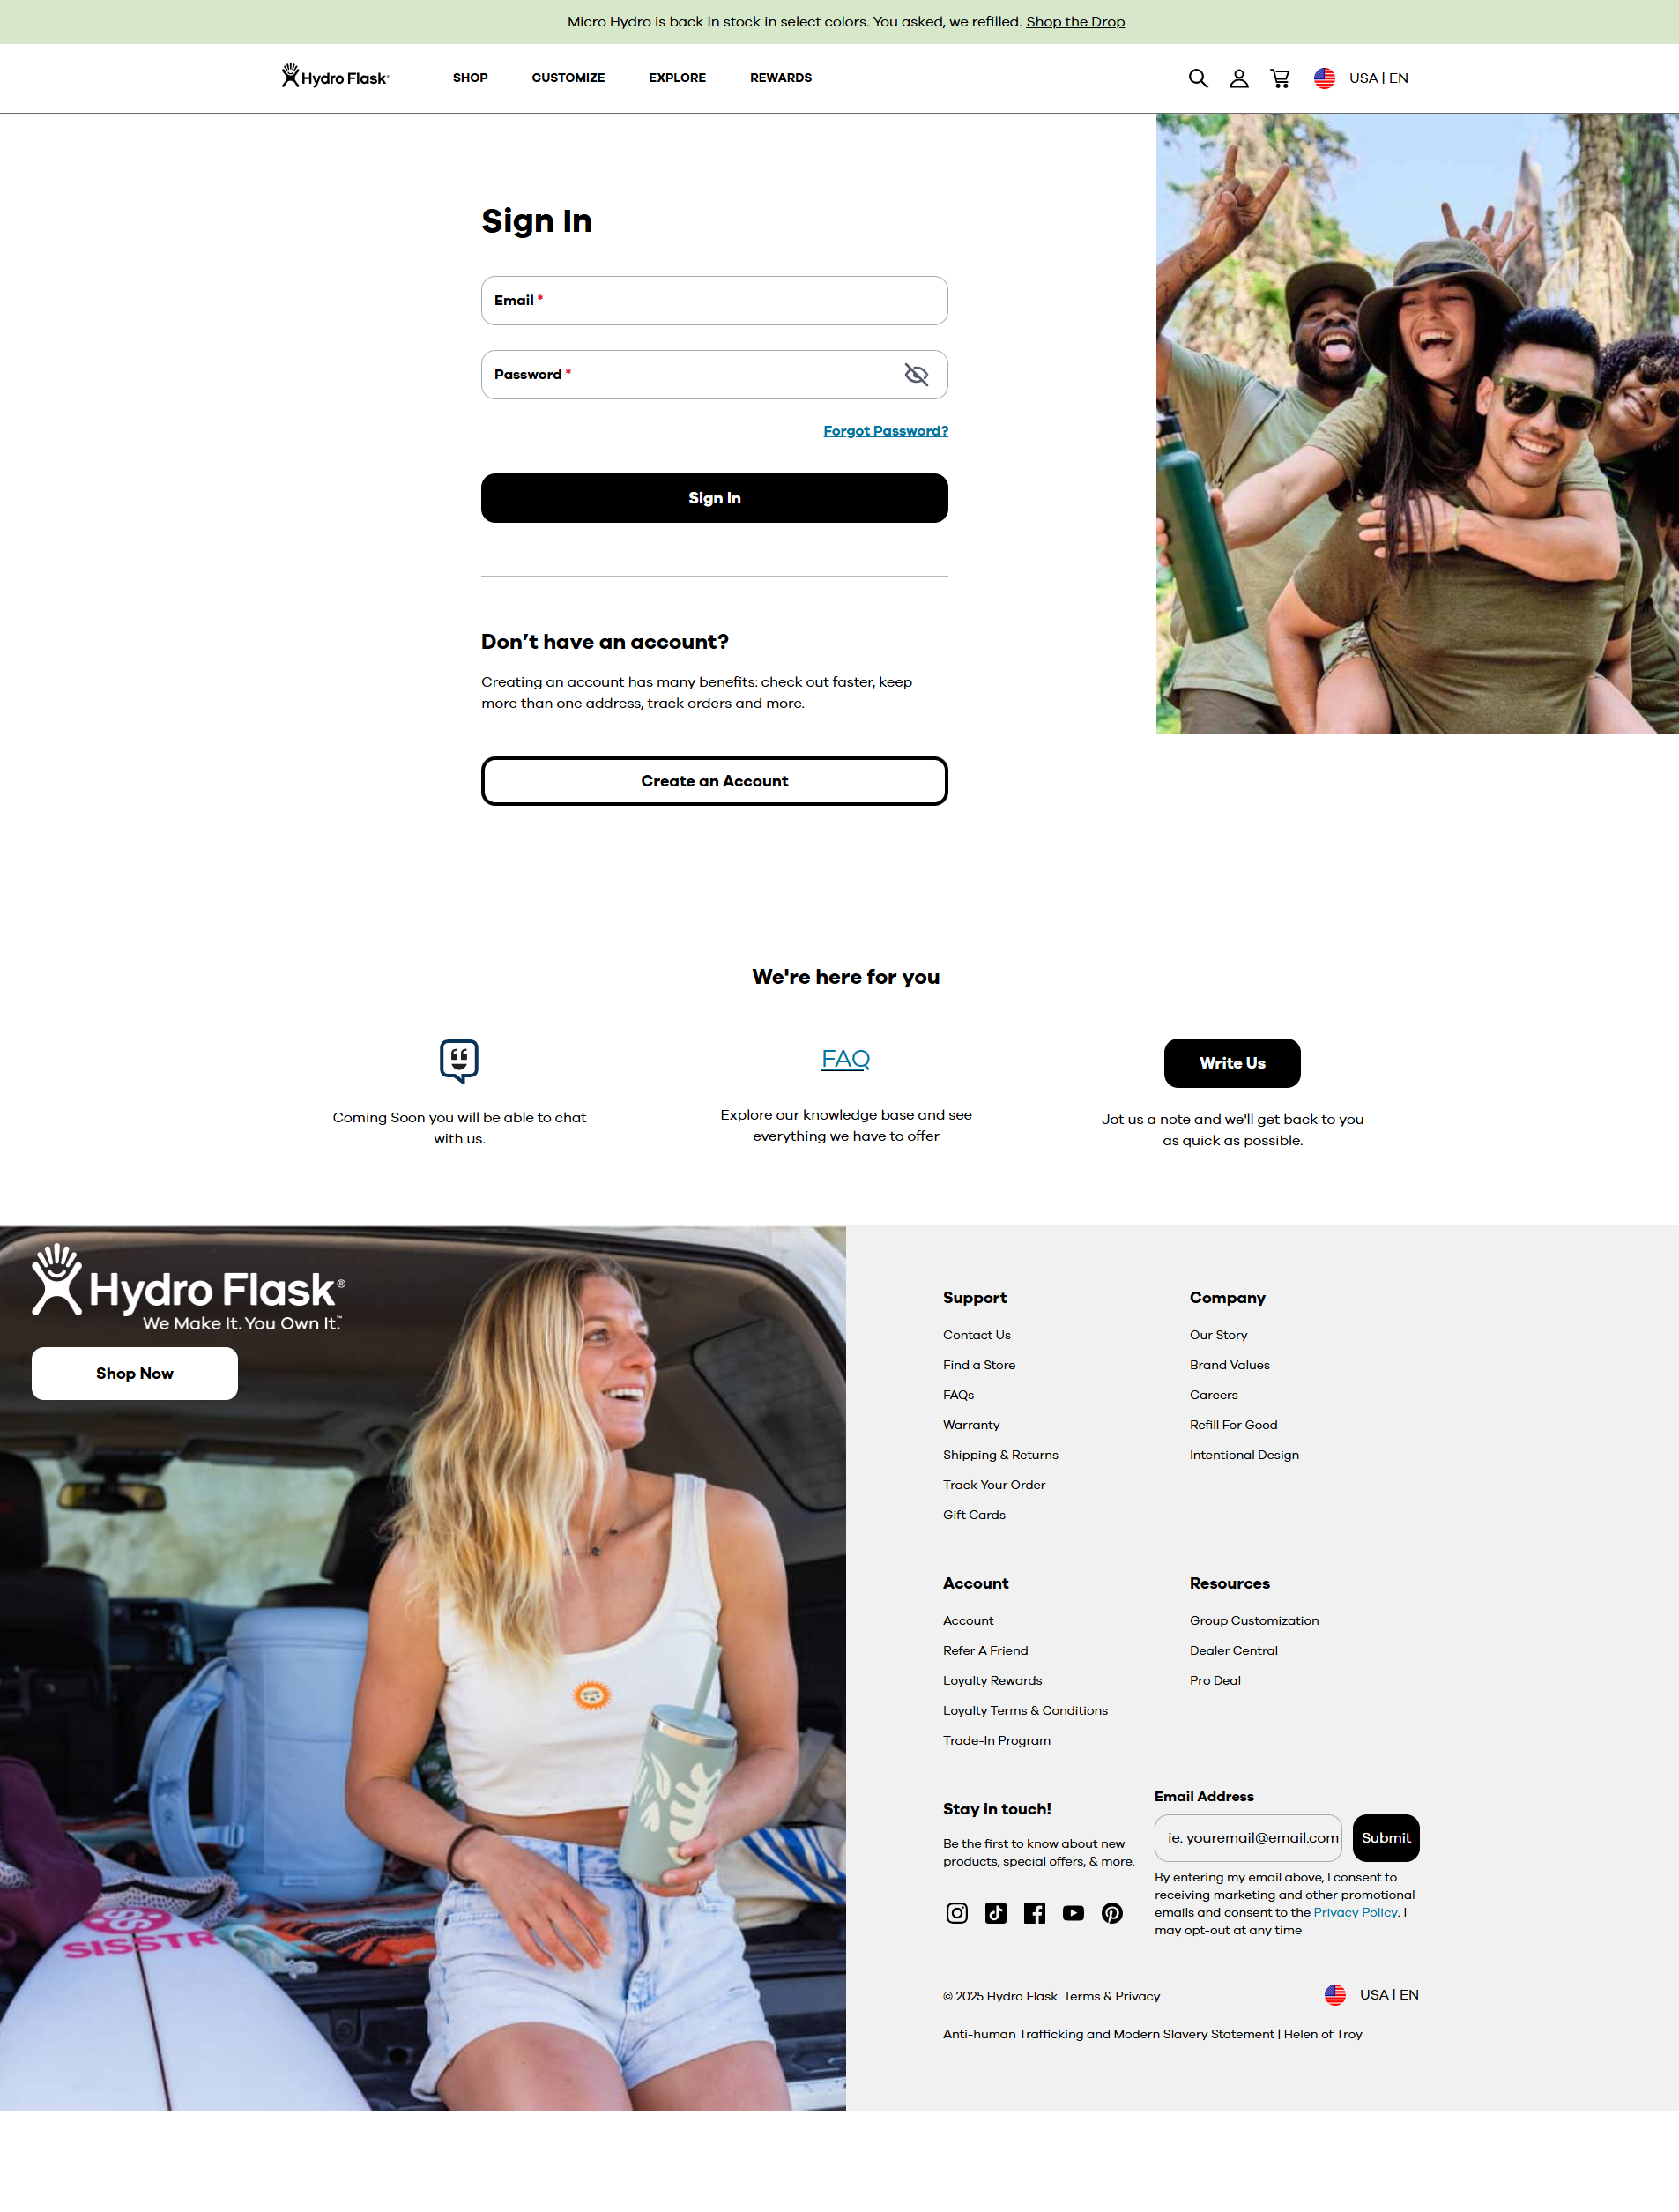 Micro Hydro is back in stock in select colors. You asked, we refilled. Shop the Drop
Hydro Flask
SHOP
CUSTOMIZE
EXPLORE
REWARDS
USA | EN
Sign In
Email *
Password *
Forgot Password?
Sign In
Don’t have an account?
Creating an account has many benefits: check out faster, keep
more than one address, track orders and more.
Create an Account
We're here for you
Coming Soon you will be able to chat
with us.
FAQ
Explore our knowledge base and see
everything we have to offer
Write Us
Jot us a note and we'll get back to you
as quick as possible.
Hydro Flask®
We Make It. You Own It.™
Shop Now
SISSTR
Support
Contact Us
Find a Store
FAQs
Warranty
Shipping & Returns
Track Your Order
Gift Cards
Company
Our Story
Brand Values
Careers
Refill For Good
Intentional Design
Account
Account
Refer A Friend
Loyalty Rewards
Loyalty Terms & Conditions
Trade-In Program
Resources
Group Customization
Dealer Central
Pro Deal
Stay in touch!
Be the first to know about new
products, special offers, & more.
Email Address
ie. youremail@email.com
Submit
By entering my email above, I consent to
receiving marketing and other promotional
emails and consent to the Privacy Policy. I
may opt-out at any time
© 2025 Hydro Flask. Terms & Privacy
USA | EN
Anti-human Trafficking and Modern Slavery Statement | Helen of Troy